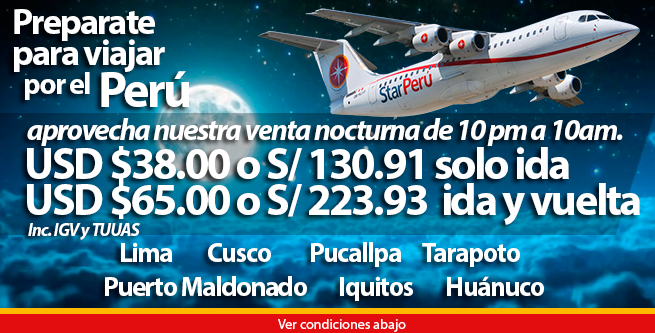 Preparate
para viajar
por el Perú
StarPerú
aprovecha nuestra venta nocturna de 10 pm a 10am.
USD $38.00 o S/ 130.91 solo ida
USD $65.00 o S/ 223.93 ida y vuelta
Inc. IGV y TUUAS
Lima Cusco Pucallpa Tarapoto
Puerto Maldonado Iquitos Huánuco
Ver condiciones abajo